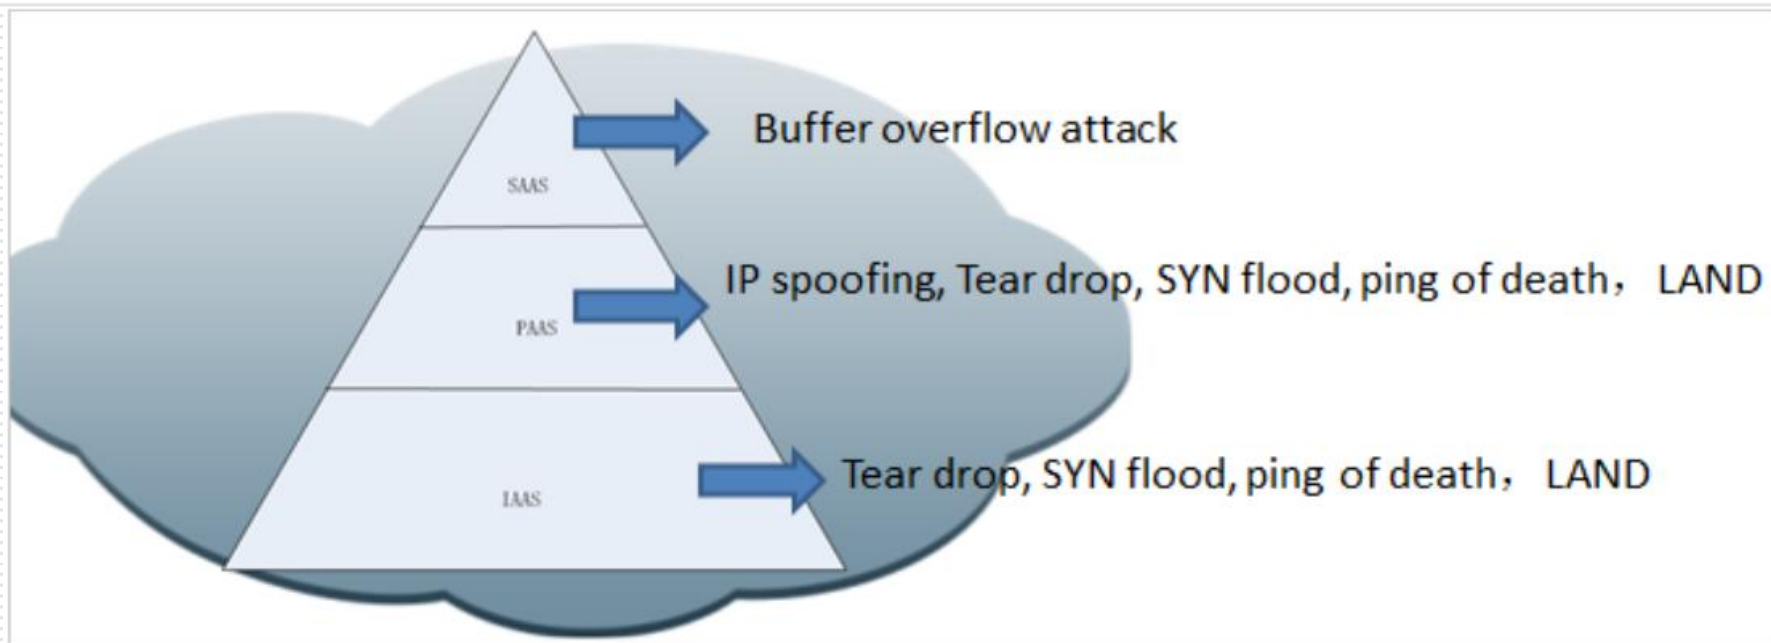 Buffer overflow attack
SAAS
IP spoofing, Tear drop, SYN flood, ping of death，LAND
PAAS
Tear drop, SYN flood, ping of death，LAND
IAAS